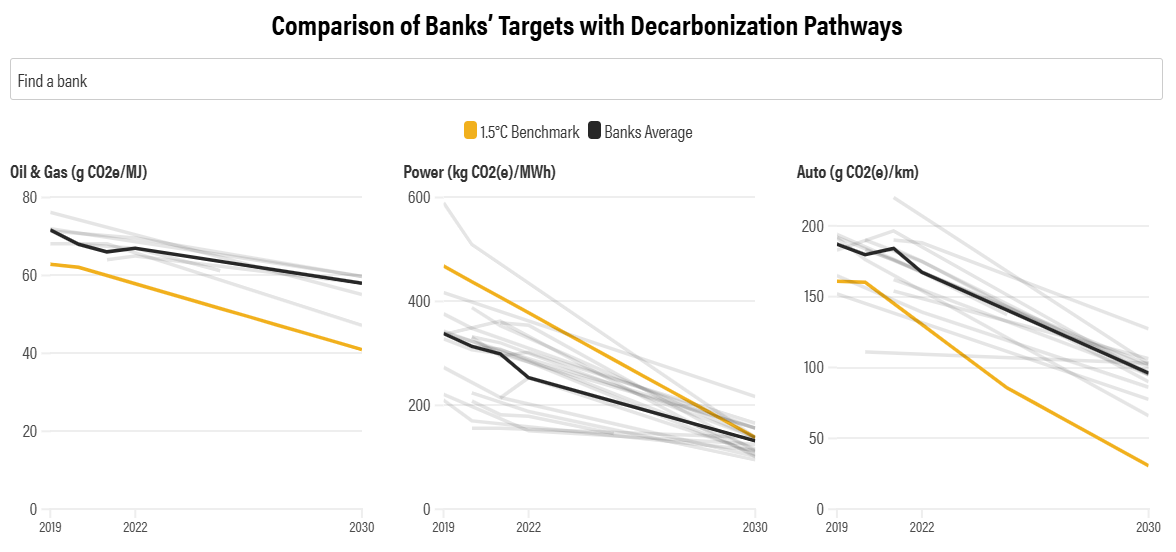 Comparison of Banks’ Targets with Decarbonization Pathways
Find a bank
1.5°C Benchmark Banks Average
Oil & Gas (g CO2e/MJ)
80
60
40
20
0
2019 2022 2030
Power (kg CO2(e)/MWh)
600
400
200
0
2019 2022 2030
Auto (g CO2(e)/km)
200
150
100
50
0
2019 2022 2030